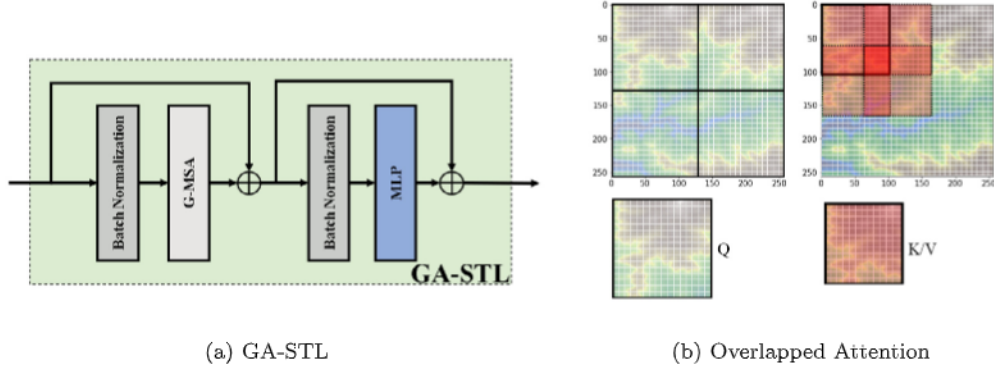 Batch Normalization
G-MSA
Batch Normalization
MLP
GA-STL
0
50
100
150
200
250
0 50 100 150 200 250
0
50
100
150
200
250
0 50 100 150 200 250
Q
K/V
(a) GA-STL
(b) Overlapped Attention